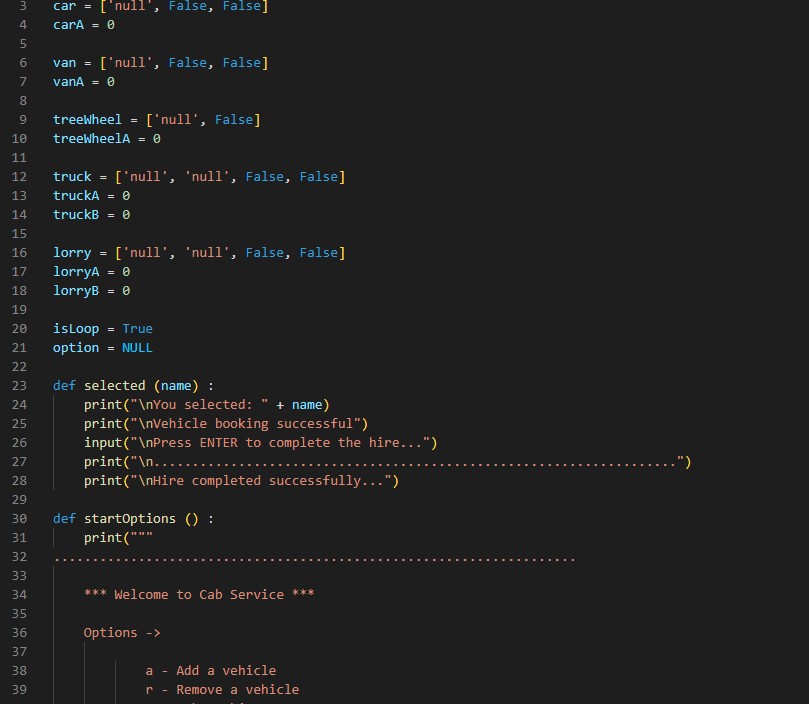 3 car = ['null', False, False]
4 carA = 0
5
6 van = ['null', False, False]
7 vanA = 0
8
9 treeWheel = ['null', False]
10 treeWheelA = 0
11
12 truck = ['null', 'null', False, False]
13 truckA = 0
14 truckB = 0
15
16 lorry = ['null', 'null', False, False]
17 lorryA = 0
18 lorryB = 0
19
20 isLoop = True
21 option = NULL
22
23 def selected (name) :
24     print("\nYou selected: " + name)
25     print("\nVehicle booking successful")
26     input("\nPress ENTER to complete the hire...")
27     print("\n....................................................................")
28     print("\nHire completed successfully...")
29
30 def startOptions () :
31     print("""
32 ....................................................................
33
34     *** Welcome to Cab Service ***
35
36     Options ->
37
38             a - Add a vehicle
39             r - Remove a vehicle